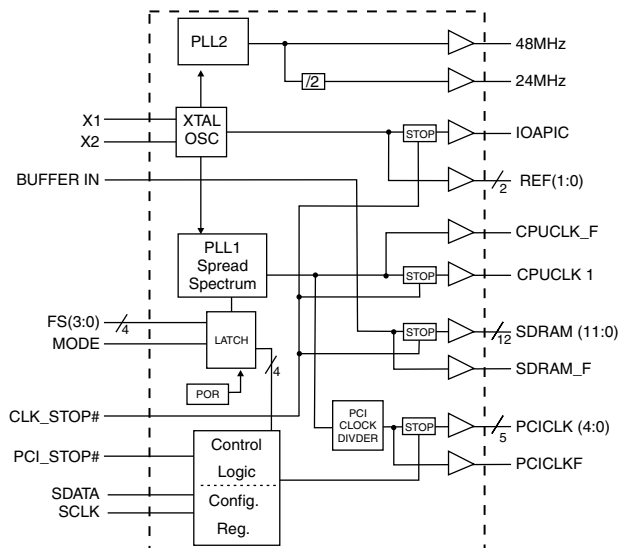 PLL2
48MHz
/2
24MHz
X1
X2
XTAL
OSC
STOP
IOAPIC
BUFFER IN
REF(1:0)
2
CPUCLK_F
PLL1
Spread
Spectrum
STOP
CPUCLK 1
FS(3:0)
4
MODE
LATCH
STOP
SDRAM (11:0)
12
4
SDRAM_F
POR
CLK_STOP#
PCI
CLOCK
DIVDER
STOP
PCICLK (4:0)
5
PCI_STOP#
Control
Logic
PCICLKF
SDATA
SCLK
Config.
Reg.